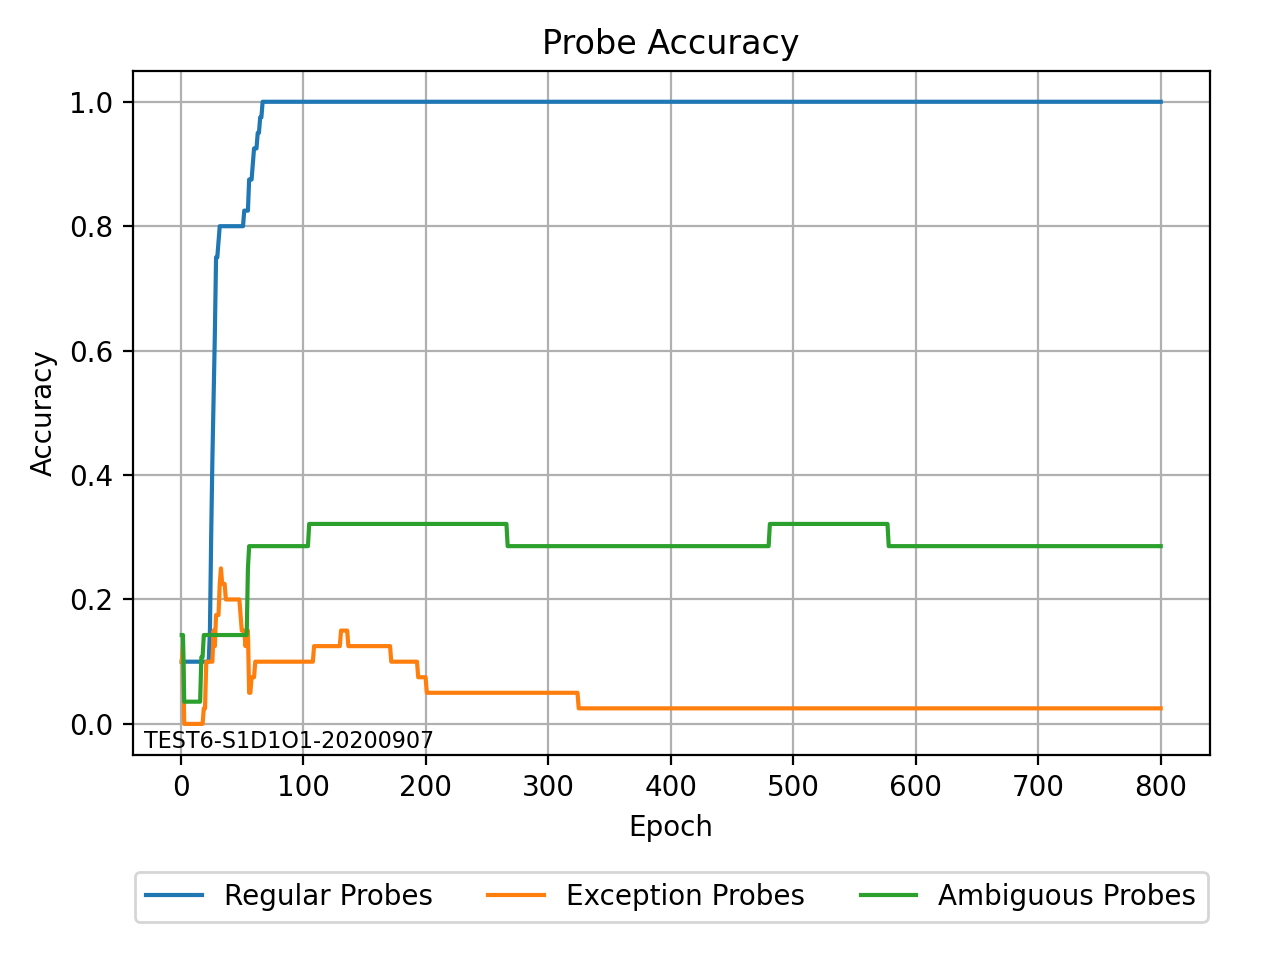 Probe Accuracy
Accuracy
1.0
0.8
0.6
0.4
0.2
0.0
TEST6-S1D1O1-20200907
0 100 200 300 400 500 600 700 800
Epoch
Regular Probes Exception Probes Ambiguous Probes